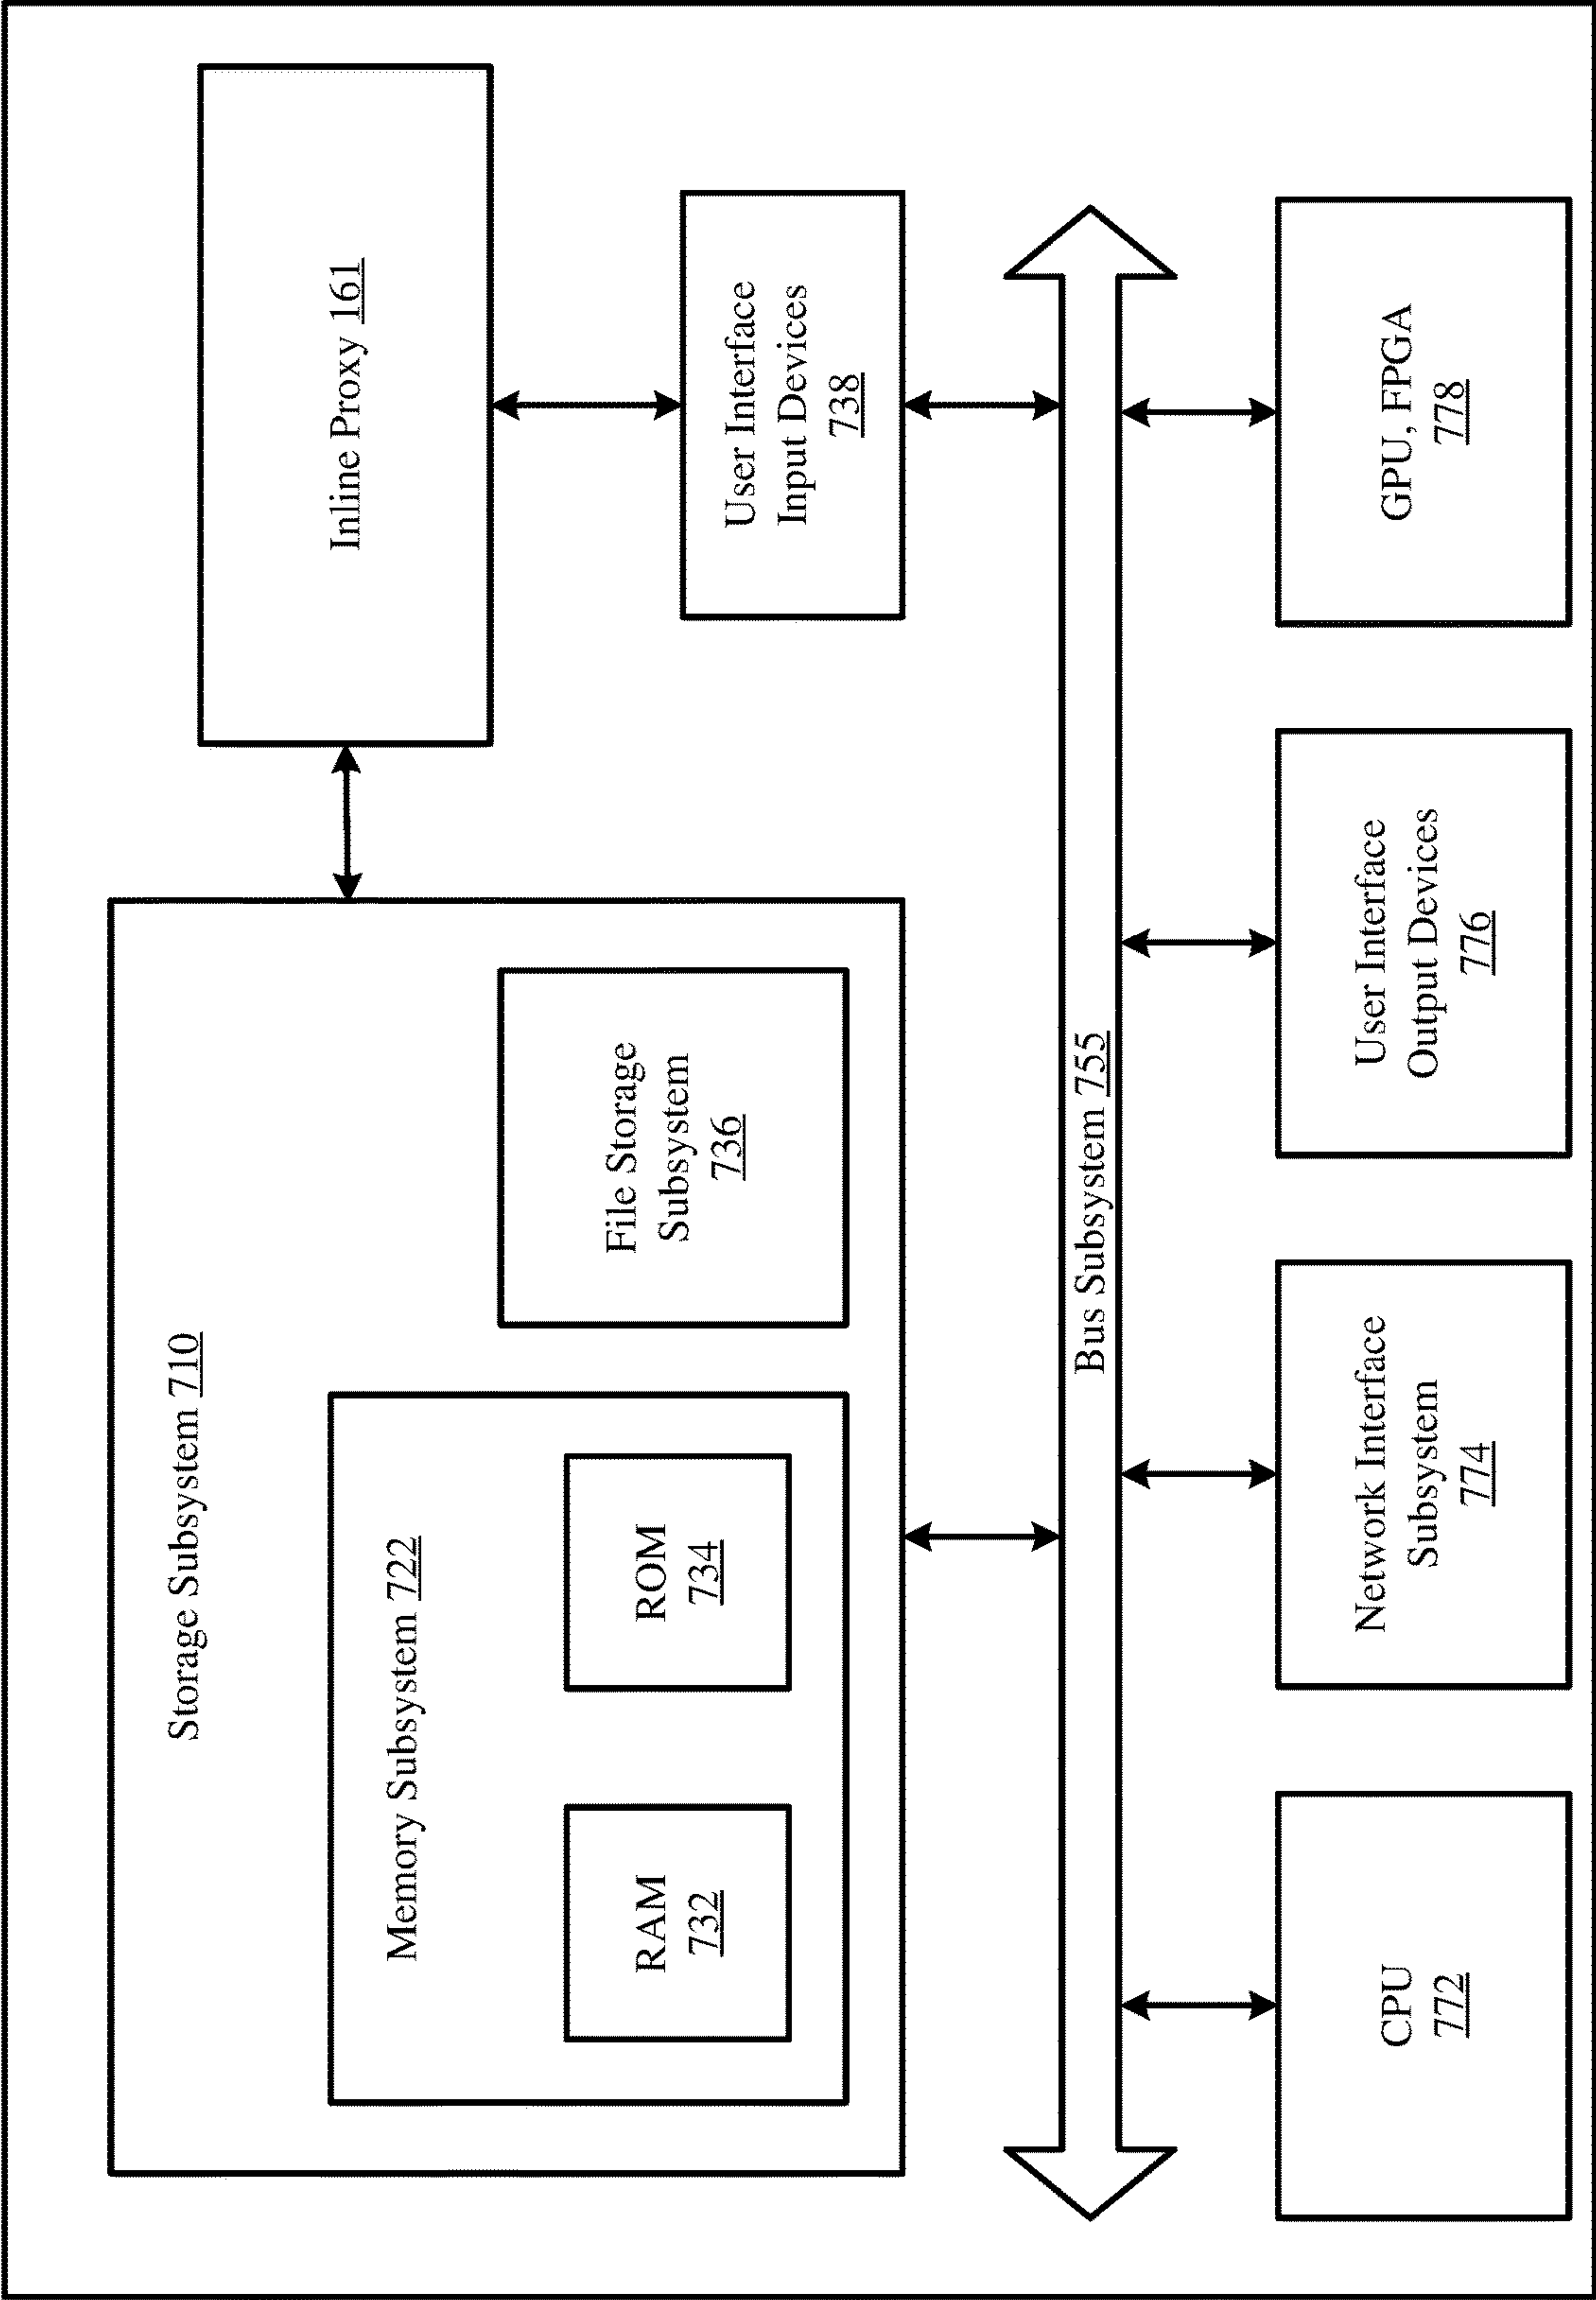 Storage Subsystem 710
Memory Subsystem 722
RAM
732
ROM
734
File Storage
Subsystem
736
Inline Proxy 161
User Interface
Input Devices
738
Bus Subsystem 755
CPU
772
Network Interface
Subsystem
774
User Interface
Output Devices
776
GPU, FPGA
778